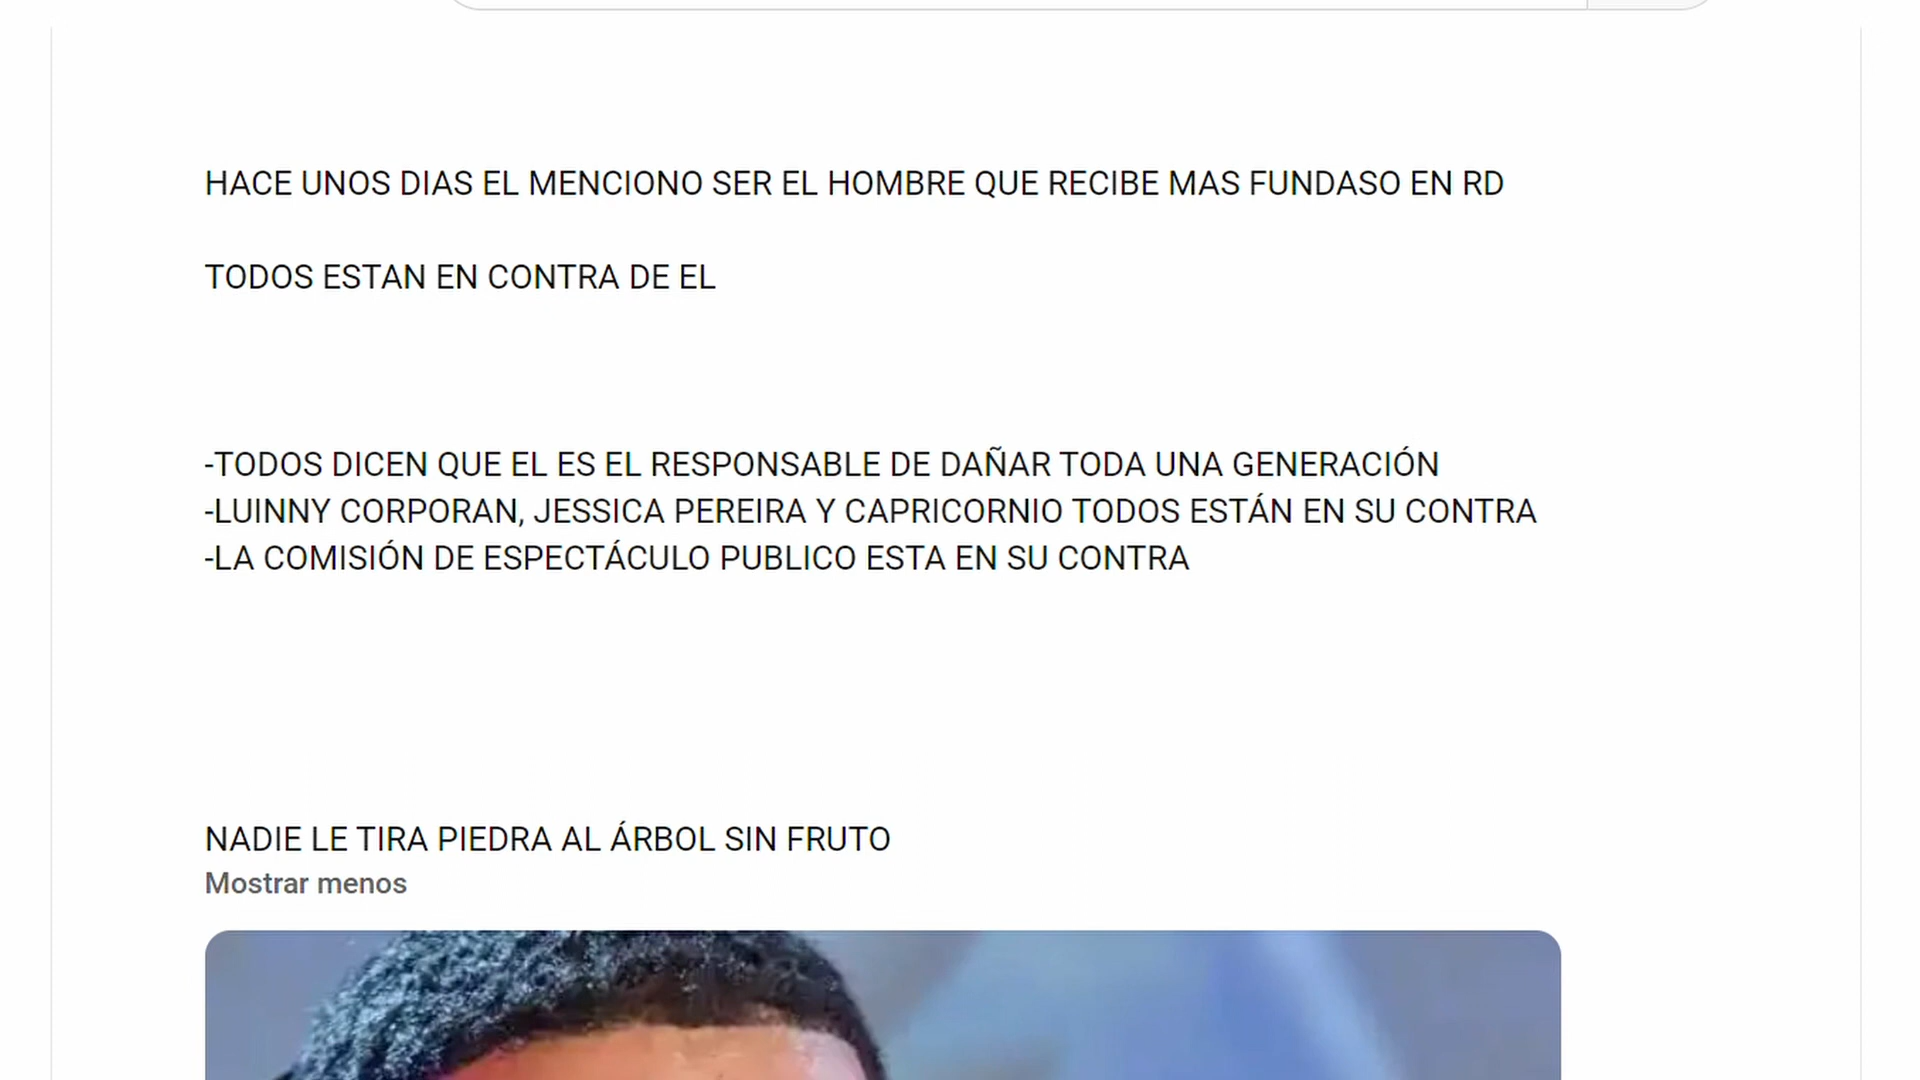 HACE UNOS DIAS EL MENCIONO SER EL HOMBRE QUE RECIBE MAS FUNDASO EN RD
TODOS ESTAN EN CONTRA DE EL
-TODOS DICEN QUE EL ES EL RESPONSABLE DE DAÑAR TODA UNA GENERACIÓN
-LUINNY CORPORAN, JESSICA PEREIRA Y CAPRICORNIO TODOS ESTÁN EN SU CONTRA
-LA COMISIÓN DE ESPECTÁCULO PUBLICO ESTA EN SU CONTRA
NADIE LE TIRA PIEDRA AL ÁRBOL SIN FRUTO
Mostrar menos